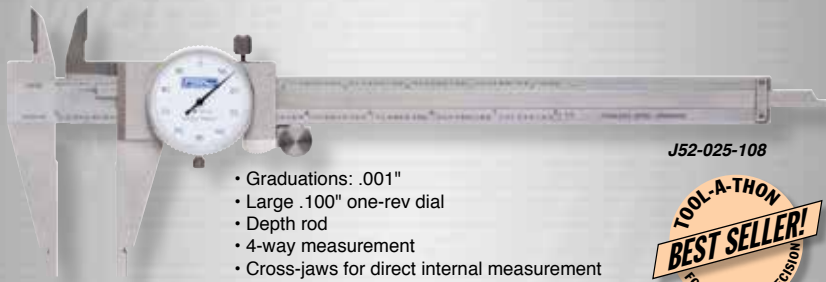 J52-025-108
• Graduations: .001"
• Large .100" one-rev dial
• Depth rod
• 4-way measurement
• Cross-jaws for direct internal measurement
TOOL-A-THON
BEST SELLER!